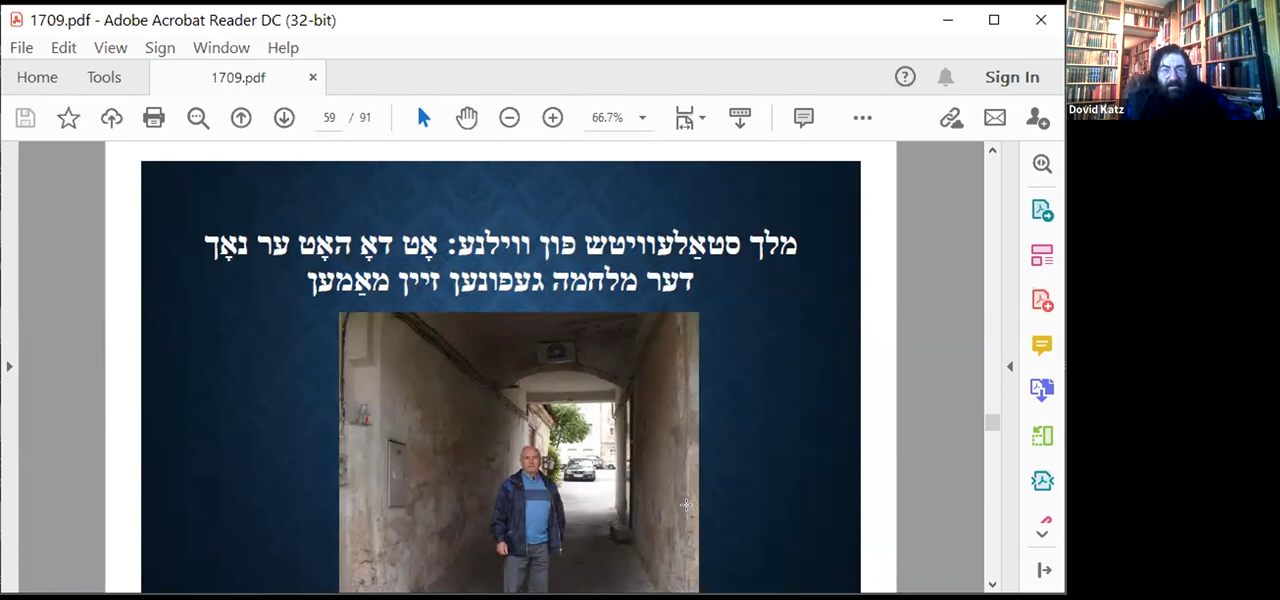 1709.pdf - Adobe Acrobat Reader DC (32-bit)
File Edit View Sign Window Help
Home Tools 1709.pdf Sign In
59 / 91 66.7%
Dovid Katz
מלך סטאַלעוויטש פון ווילנע: אָט דאָ האָט ער נאָך
דער מלחמה געפונען זיין מאַמען